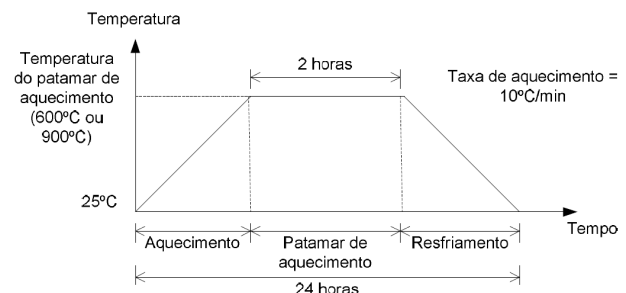 Temperatura
Temperatura
do patamar de
aquecimento
(600ºC ou
900ºC)
2 horas
Taxa de aquecimento =
10ºC/min
25ºC
Tempo
Aquecimento
Patamar de
aquecimento
Resfriamento
24 horas